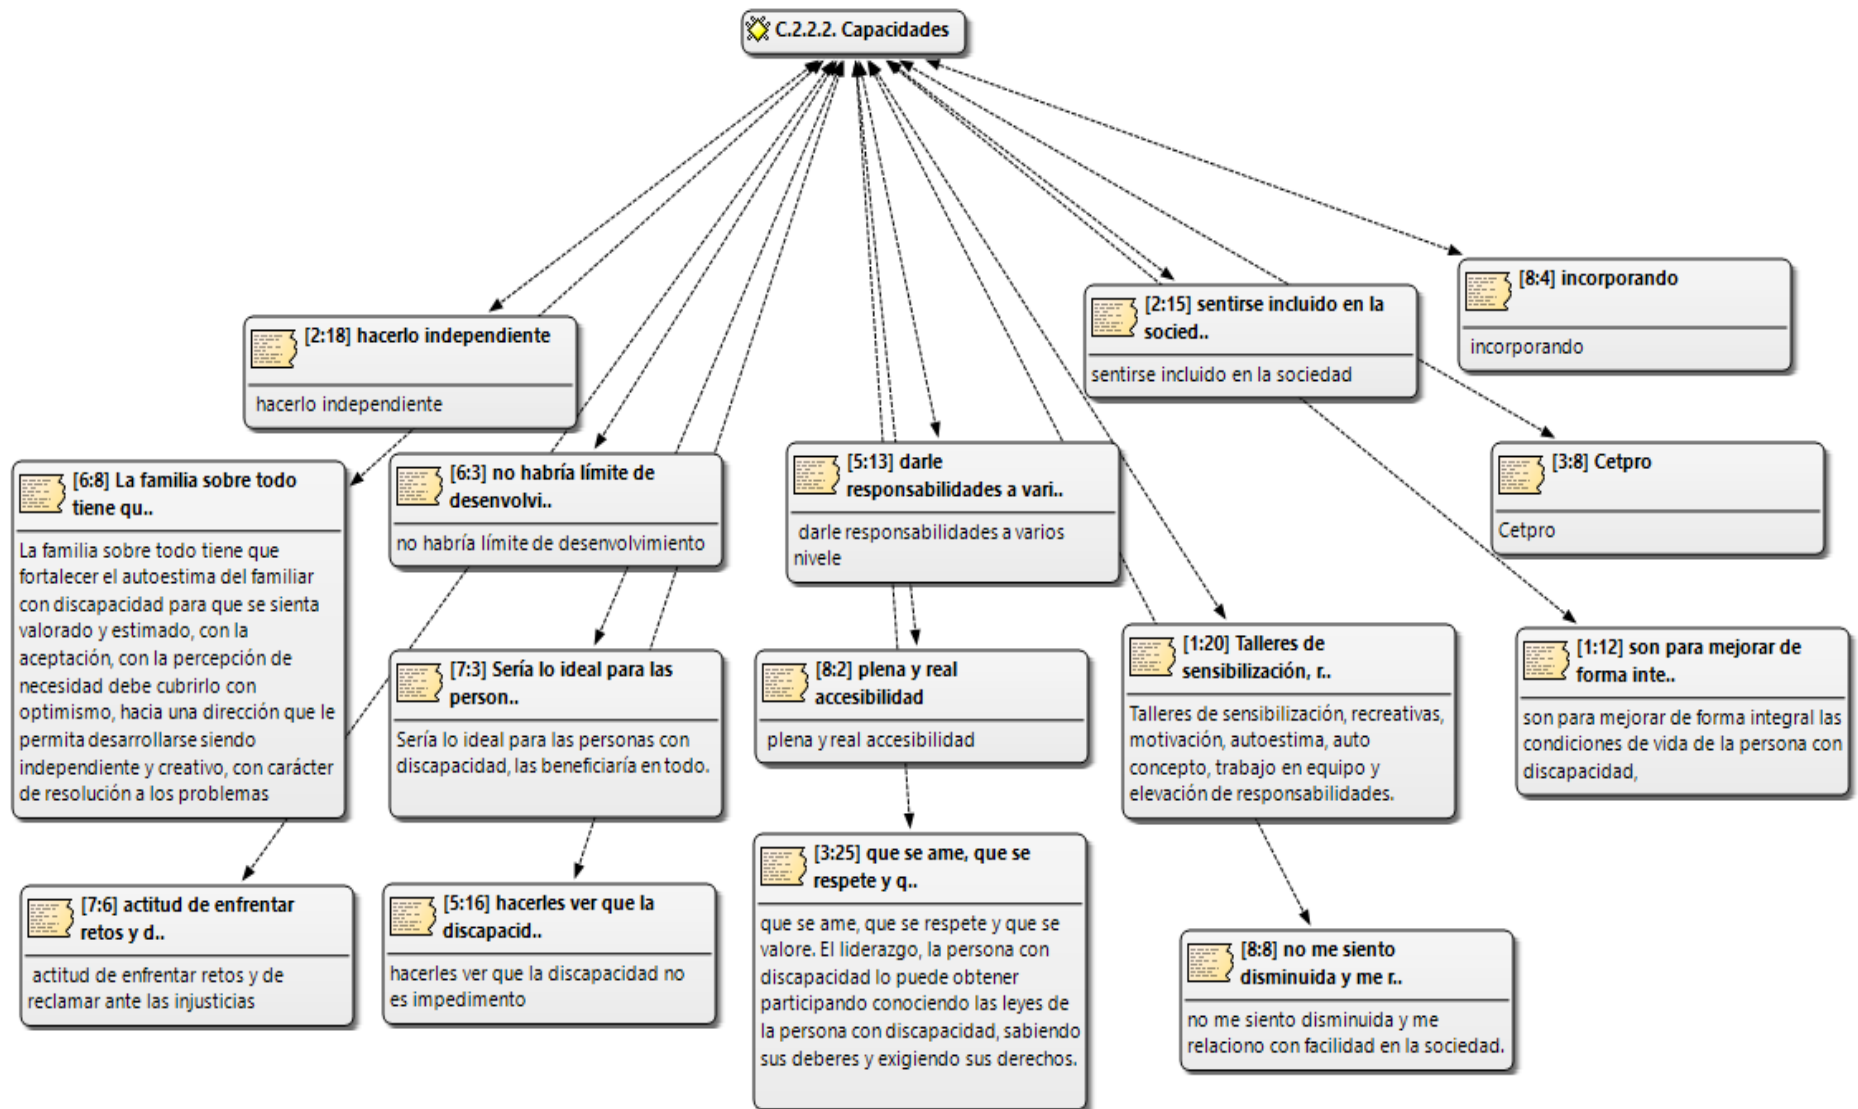 C.2.2.2. Capacidades
[8:4] incorporando
incorporando
[2:15] sentirse incluido en la
socied..
sentirse incluido en la sociedad
[2:18] hacerlo independiente
hacerlo independiente
[6:8] La familia sobre todo
tiene qu..
La familia sobre todo tiene que
fortalecer el autoestima del familiar
con discapacidad para que se sienta
valorado y estimado, con la
aceptación, con la percepción de
necesidad debe cubrirlo con
optimismo, hacia una dirección que le
permita desarrollarse siendo
independiente y creativo, con carácter
de resolución a los problemas
[6:3] no habría límite de
desenvolvi..
no habría límite de desenvolvimiento
[5:13] darle
responsabilidades a vari..
darle responsabilidades a varios
nivele
[3:8] Cetpro
Cetpro
[7:3] Sería lo ideal para las
person..
Sería lo ideal para las personas con
discapacidad, las beneficiaría en todo.
[8:2] plena y real
accesibilidad
plena y real accesibilidad
[1:20] Talleres de
sensibilización, r..
Talleres de sensibilización, recreativas,
motivación, autoestima, auto
concepto, trabajo en equipo y
elevación de responsabilidades.
[1:12] son para mejorar de
forma inte..
son para mejorar de forma integral las
condiciones de vida de la persona con
discapacidad,
[7:6] actitud de enfrentar
retos y d..
actitud de enfrentar retos y de
reclamar ante las injusticias
[5:16] hacerles ver que la
discapacid..
hacerles ver que la discapacidad no
es impedimento
[3:25] que se ame, que se
respete y q..
que se ame, que se respete y que se
valore. El liderazgo, la persona con
discapacidad lo puede obtener
participando conociendo las leyes de
la persona con discapacidad, sabiendo
sus deberes y exigiendo sus derechos.
[8:8] no me siento
disminuida y me r..
no me siento disminuida y me
relaciono con facilidad en la sociedad.